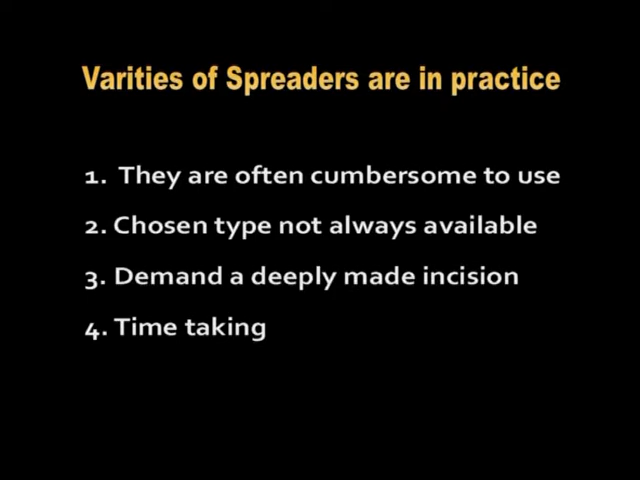 Varities of Spreaders are in practice
1. They are often cumbersome to use
2. Chosen type not always available
3. Demand a deeply made incision
4. Time taking